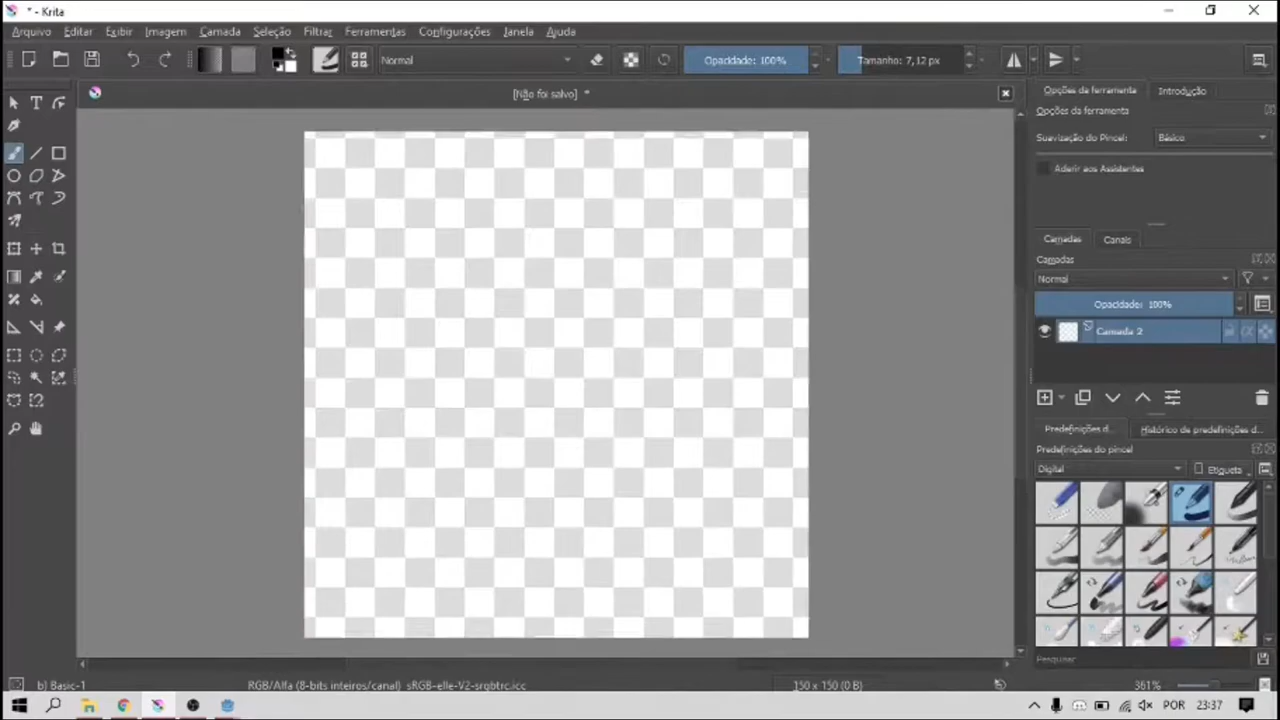 * - Krita
Arquivo Editar Exibir Imagem Camada Seleção Filtrar Ferramentas Configurações Janela Ajuda
Normal Opacidade: 100% Tamanho: 7,12 px
[Não foi salvo] *
Opções da ferramenta Introdução
Opções da ferramenta
Suavização do Pincel: Básico
Aderir aos Assistentes
Camadas Canais
Camadas
Normal
Opacidade: 100%
Camada 2
Predefinições d... Histórico de predefinições d...
Predefinições do pincel
Digital Etiqueta
Pesquisar
b) Basic-1 RGB/Alfa (8-bits inteiros/canal) sRGB-elle-V2-srgbtrc.icc 150 x 150 (0 B) 361%
POR 23:37